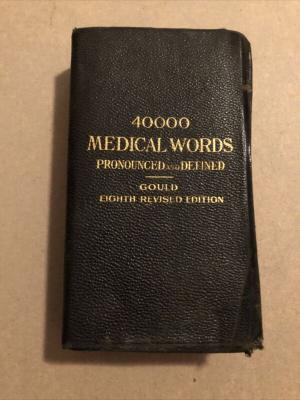 40000
MEDICAL WORDS
PRONOUNCED AND DEFINED
GOULD
EIGHTH REVISED EDITION